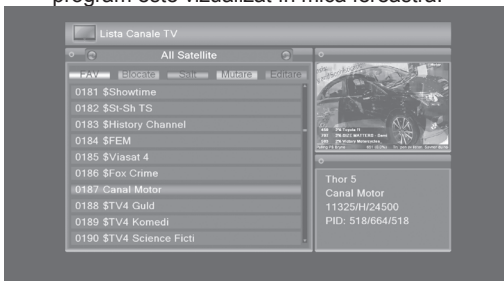 program este vizualizat în mica fereastră.
Lista Canale TV
All Satellite
FAV Blocate Salt Mutare Editare
0181 $Showtime
0182 $St-Sh TS
0183 $History Channel
0184 $FEM
0185 $Viasat 4
0186 $Fox Crime
0187 Canal Motor
0188 $TV4 Guld
0189 $TV4 Komedi
0190 $TV4 Science Ficti
Thor 5
Canal Motor
11325/H/24500
PID: 518/664/518